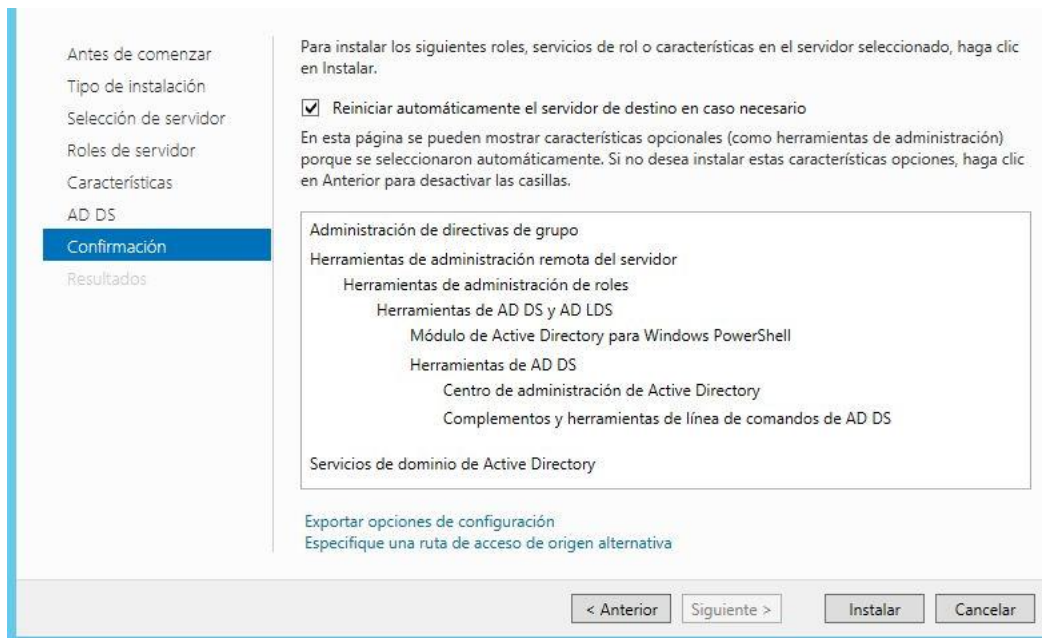 Antes de comenzar
Tipo de instalación
Selección de servidor
Roles de servidor
Características
AD DS
Confirmación
Resultados
Para instalar los siguientes roles, servicios de rol o características en el servidor seleccionado, haga clic
en Instalar.
Reiniciar automáticamente el servidor de destino en caso necesario
En esta página se pueden mostrar características opcionales (como herramientas de administración)
porque se seleccionaron automáticamente. Si no desea instalar estas características opciones, haga clic
en Anterior para desactivar las casillas.
Administración de directivas de grupo
Herramientas de administración remota del servidor
Herramientas de administración de roles
Herramientas de AD DS y AD LDS
Módulo de Active Directory para Windows PowerShell
Herramientas de AD DS
Centro de administración de Active Directory
Complementos y herramientas de línea de comandos de AD DS
Servicios de dominio de Active Directory
Exportar opciones de configuración
Especifique una ruta de acceso de origen alternativa
< Anterior Siguiente > Instalar Cancelar